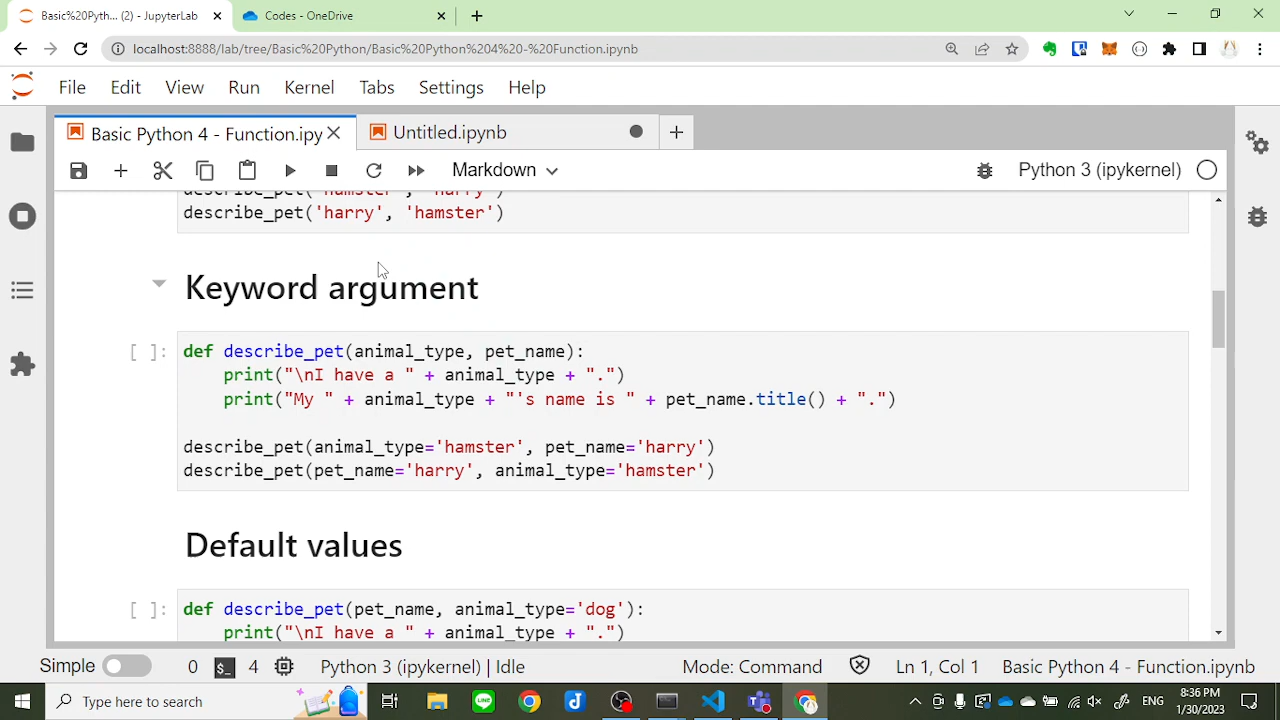 Basic%20Pyth... (2) - JupyterLab
Codes - OneDrive
localhost:8888/lab/tree/Basic%20Python/Basic%20Python%204%20-%20Function.ipynb
File Edit View Run Kernel Tabs Settings Help
Basic Python 4 - Function.ipy
Untitled.ipynb
Markdown
Python 3 (ipykernel)
describe_pet('hamster', 'harry')
describe_pet('harry', 'hamster')
Keyword argument
[ ]: def describe_pet(animal_type, pet_name):
print("\nI have a " + animal_type + ".")
print("My " + animal_type + "'s name is " + pet_name.title() + ".")
describe_pet(animal_type='hamster', pet_name='harry')
describe_pet(pet_name='harry', animal_type='hamster')
Default values
[ ]: def describe_pet(pet_name, animal_type='dog'):
print("\nI have a " + animal_type + ".")
Simple 0 $_ 4 Python 3 (ipykernel) | Idle Mode: Command Ln 1, Col 1 Basic Python 4 - Function.ipynb
Type here to search
ENG
8:36 PM
1/30/2023